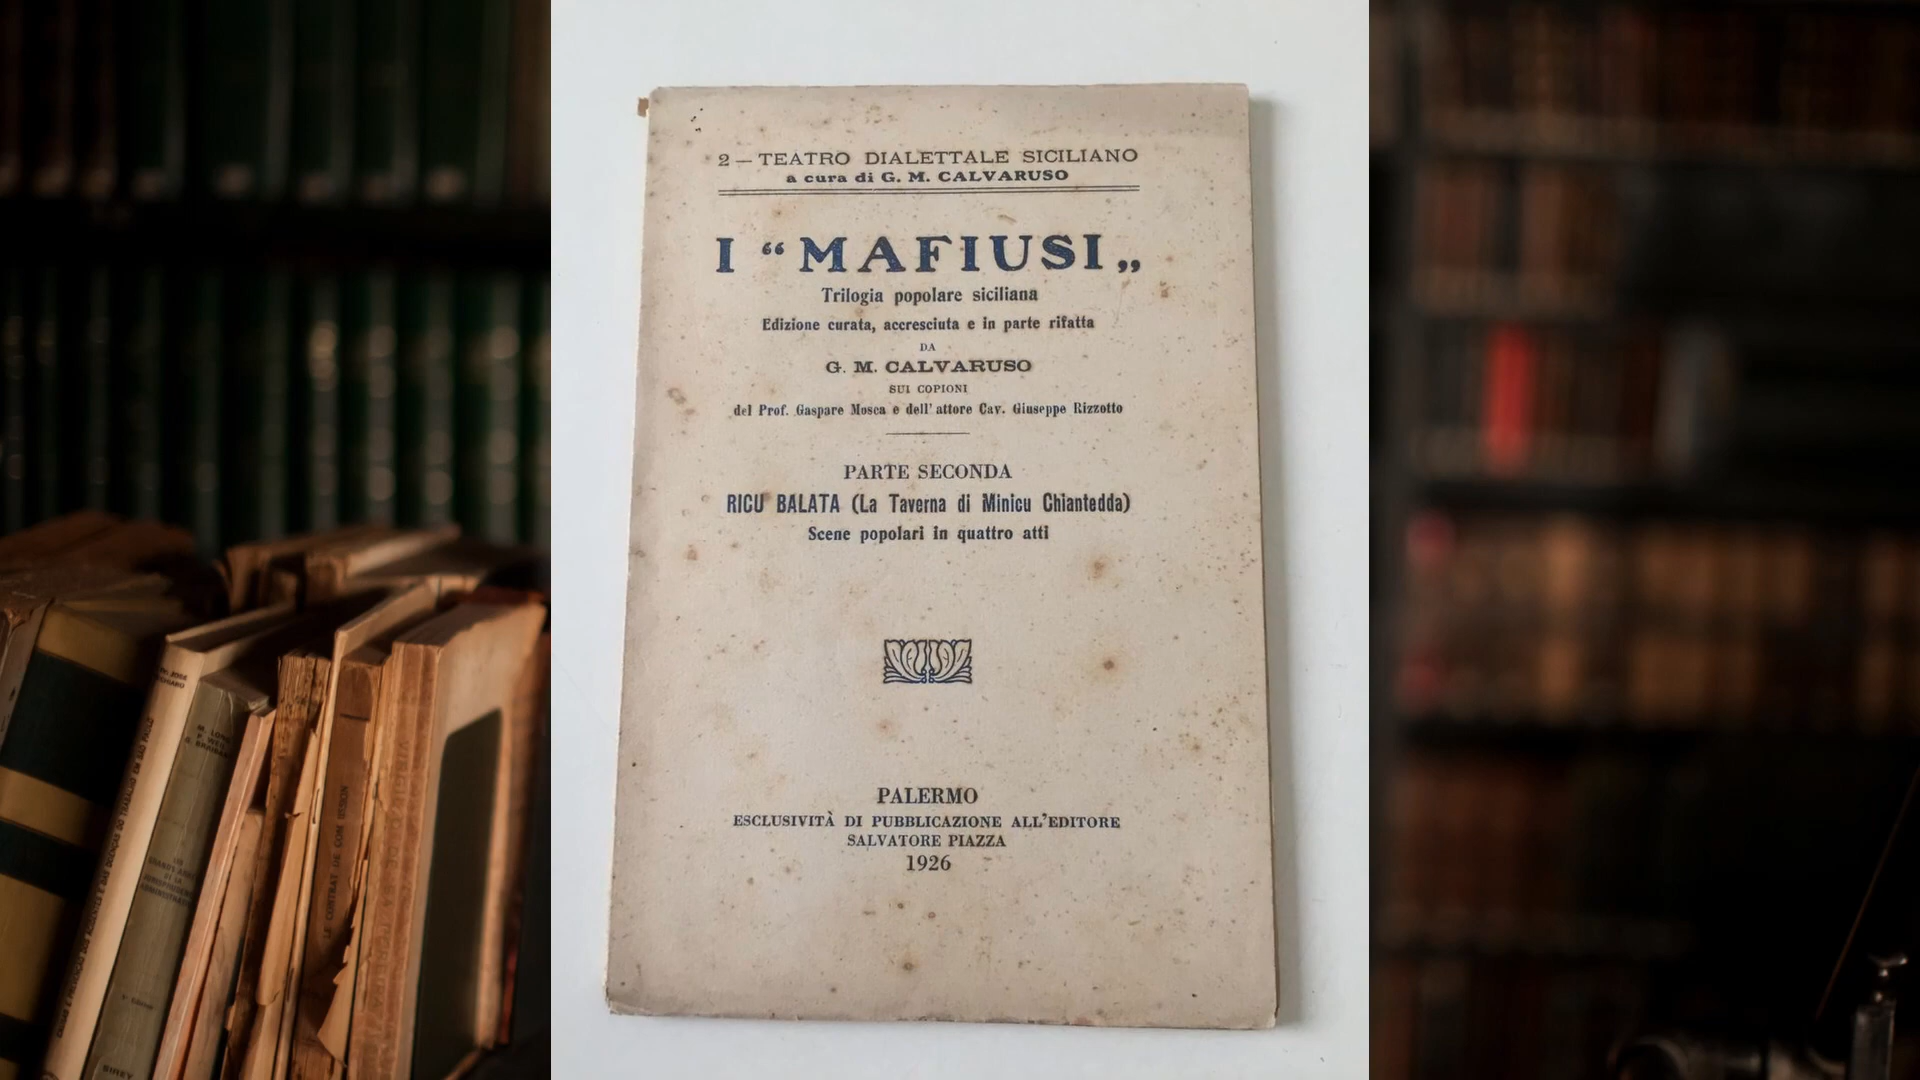 2 — TEATRO DIALETTALE SICILIANO
a cura di G. M. CALVARUSO
I “MAFIUSI„
Trilogia popolare siciliana
Edizione curata, accresciuta e in parte rifatta
DA
G. M. CALVARUSO
SUI COPIONI
del Prof. Gaspare Mosca e dell'attore Cav. Giuseppe Rizzotto
PARTE SECONDA
RICU BALATA (La Taverna di Minicu Chiantedda)
Scene popolari in quattro atti
PALERMO
ESCLUSIVITÀ DI PUBBLICAZIONE ALL'EDITORE
SALVATORE PIAZZA
1926
SIREY